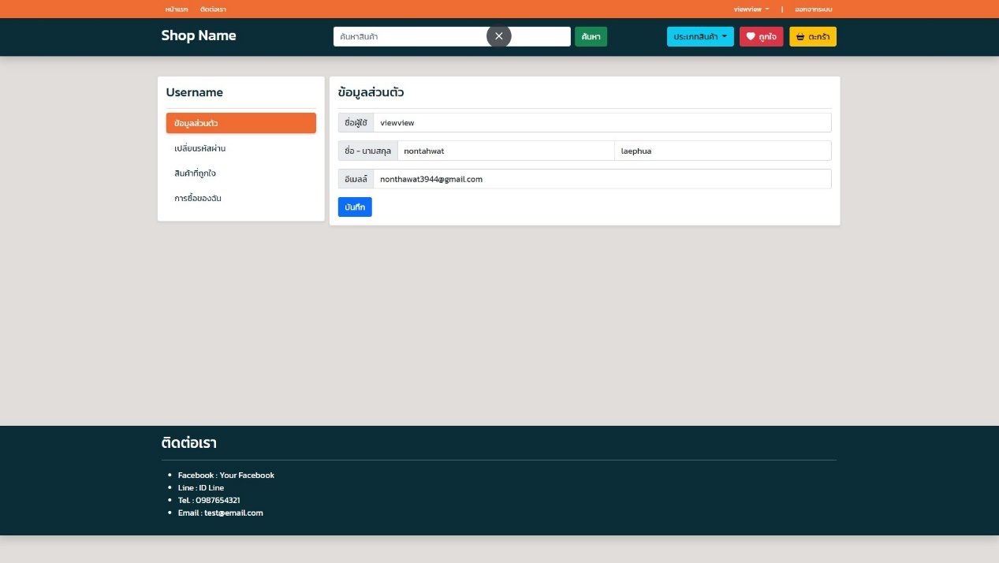 หน้าแรก ติดต่อเรา viewview | ออกจากระบบ
Shop Name ค้นหาสินค้า ค้นหา ประเภทสินค้า ถูกใจ ตะกร้า
Username
ข้อมูลส่วนตัว
เปลี่ยนรหัสผ่าน
สินค้าที่ถูกใจ
การซื้อของฉัน
ข้อมูลส่วนตัว
ชื่อผู้ใช้ viewview
ชื่อ - นามสกุล nontahwat laephua
อีเมลล์ nonthawat3944@gmail.com
บันทึก
ติดต่อเรา
Facebook : Your Facebook
Line : ID Line
Tel. : 0987654321
Email : test@email.com